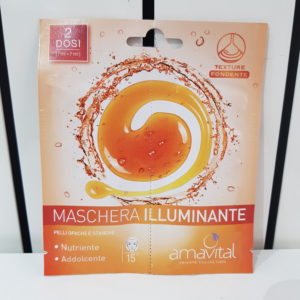 2
DOSI
TEXTURE
FONDENTE
MASCHERA ILLUMINANTE
PELLI OPACHE E STANCHE
• Nutriente
• Addolcente
15
amavital